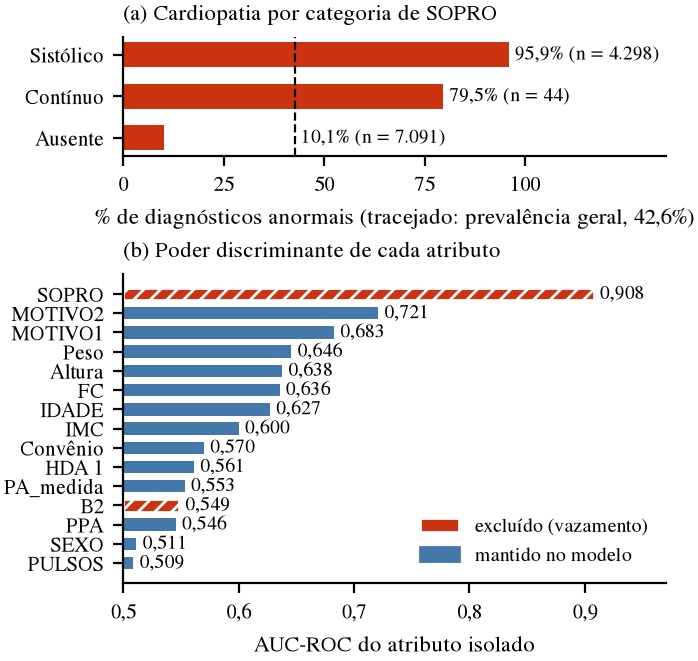 (a) Cardiopatia por categoria de SOPRO
Sistólico 95,9% (n = 4.298)
Contínuo 79,5% (n = 44)
Ausente 10,1% (n = 7.091)
0 25 50 75 100
% de diagnósticos anormais (tracejado: prevalência geral, 42,6%)
(b) Poder discriminante de cada atributo
SOPRO 0,908
MOTIVO2 0,721
MOTIVO1 0,683
Peso 0,646
Altura 0,638
FC 0,636
IDADE 0,627
IMC 0,600
Convênio 0,570
HDA 1 0,561
PA_medida 0,553
B2 0,549
PPA 0,546
SEXO 0,511
PULSOS 0,509
excluído (vazamento)
mantido no modelo
0,5 0,6 0,7 0,8 0,9
AUC-ROC do atributo isolado